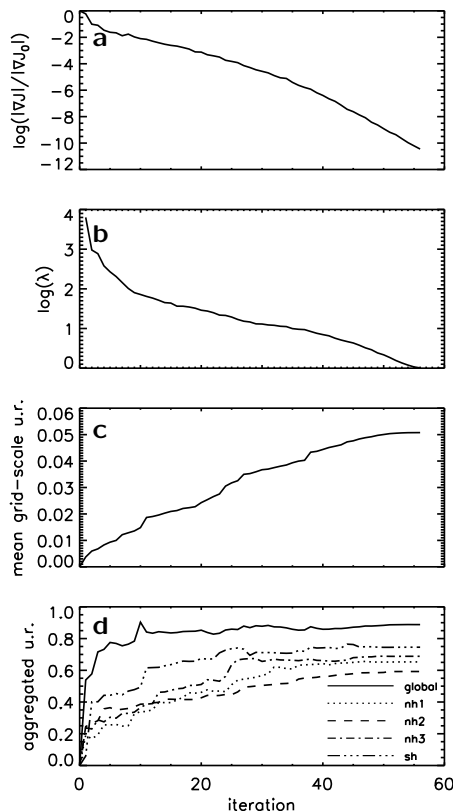 a
0
−2
−4
−6
−8
−10
−12
log(|∇J|/|∇J₀|)
b
4
3
2
1
0
log(λ)
c
0.06
0.05
0.04
0.03
0.02
0.01
0.00
mean grid−scale u.r.
d
1.0
0.8
0.6
0.4
0.2
0.0
aggregated u.r.
global
nh1
nh2
nh3
sh
0 20 40 60
iteration